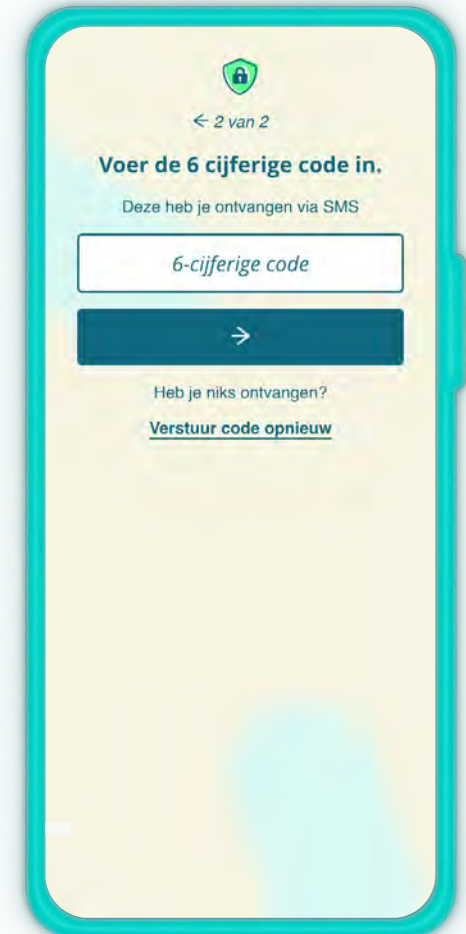 ← 2 van 2
Voer de 6 cijferige code in.
Deze heb je ontvangen via SMS
6-cijferige code
→
Heb je niks ontvangen?
Verstuur code opnieuw